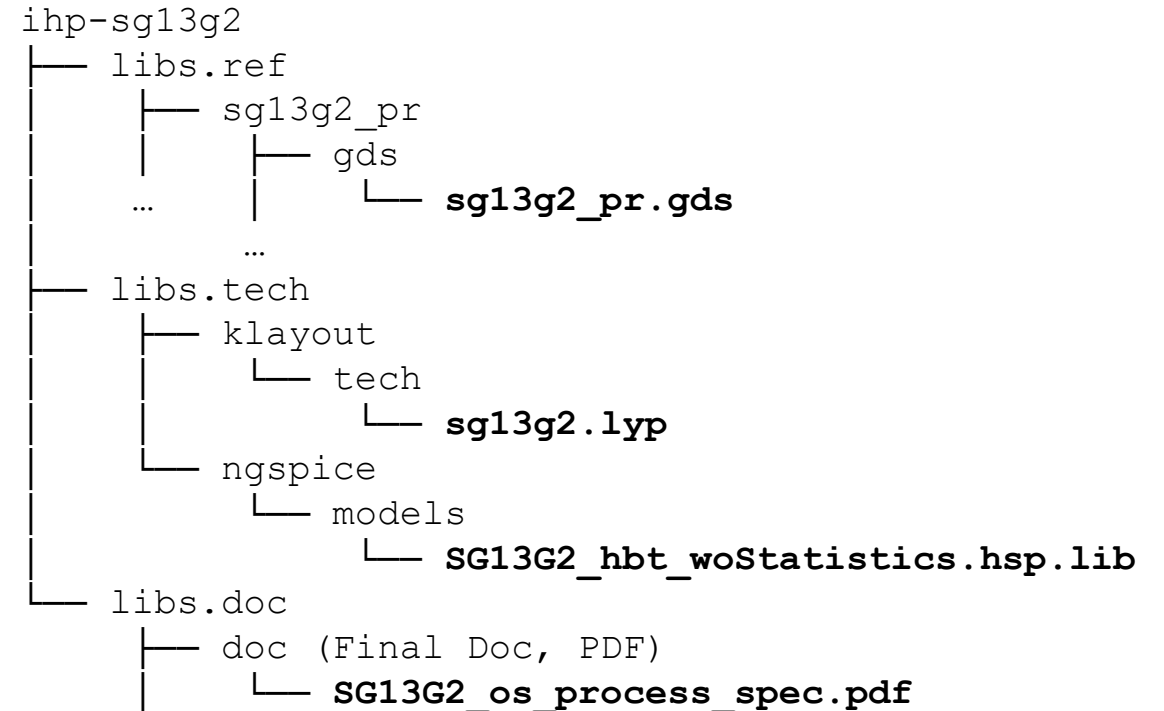 ihp-sg13g2
├── libs.ref
│   ├── sg13g2_pr
│   │   ├── gds
│   …   │   └── sg13g2_pr.gds
│       …
├── libs.tech
│   ├── klayout
│   │   └── tech
│   │       └── sg13g2.lyp
│   └── ngspice
│       └── models
│           └── SG13G2_hbt_woStatistics.hsp.lib
└── libs.doc
    ├── doc (Final Doc, PDF)
    │   └── SG13G2_os_process_spec.pdf